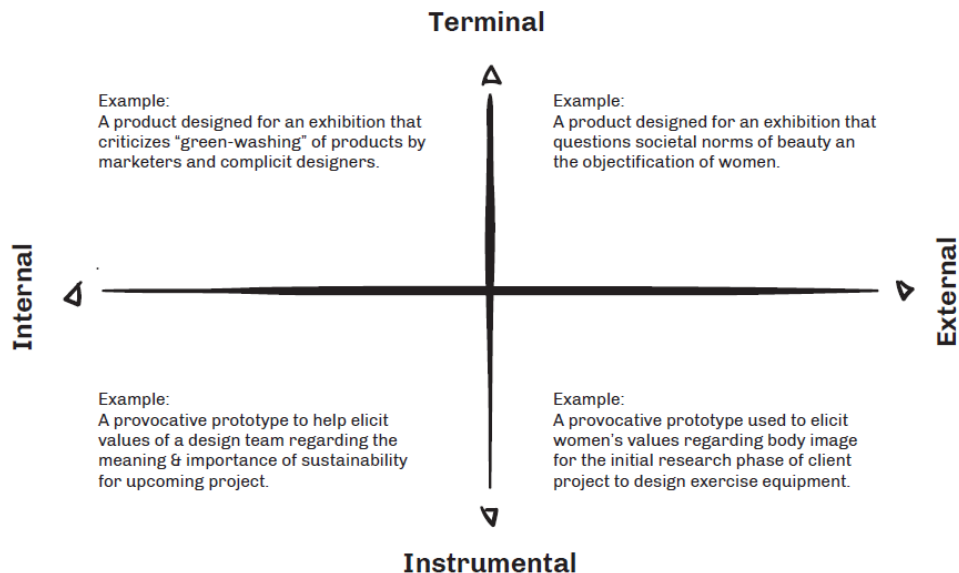 Terminal
Example:
A product designed for an exhibition that
criticizes “green-washing” of products by
marketers and complicit designers.
Example:
A product designed for an exhibition that
questions societal norms of beauty an
the objectification of women.
Internal
External
Example:
A provocative prototype to help elicit
values of a design team regarding the
meaning & importance of sustainability
for upcoming project.
Example:
A provocative prototype used to elicit
women’s values regarding body image
for the initial research phase of client
project to design exercise equipment.
Instrumental